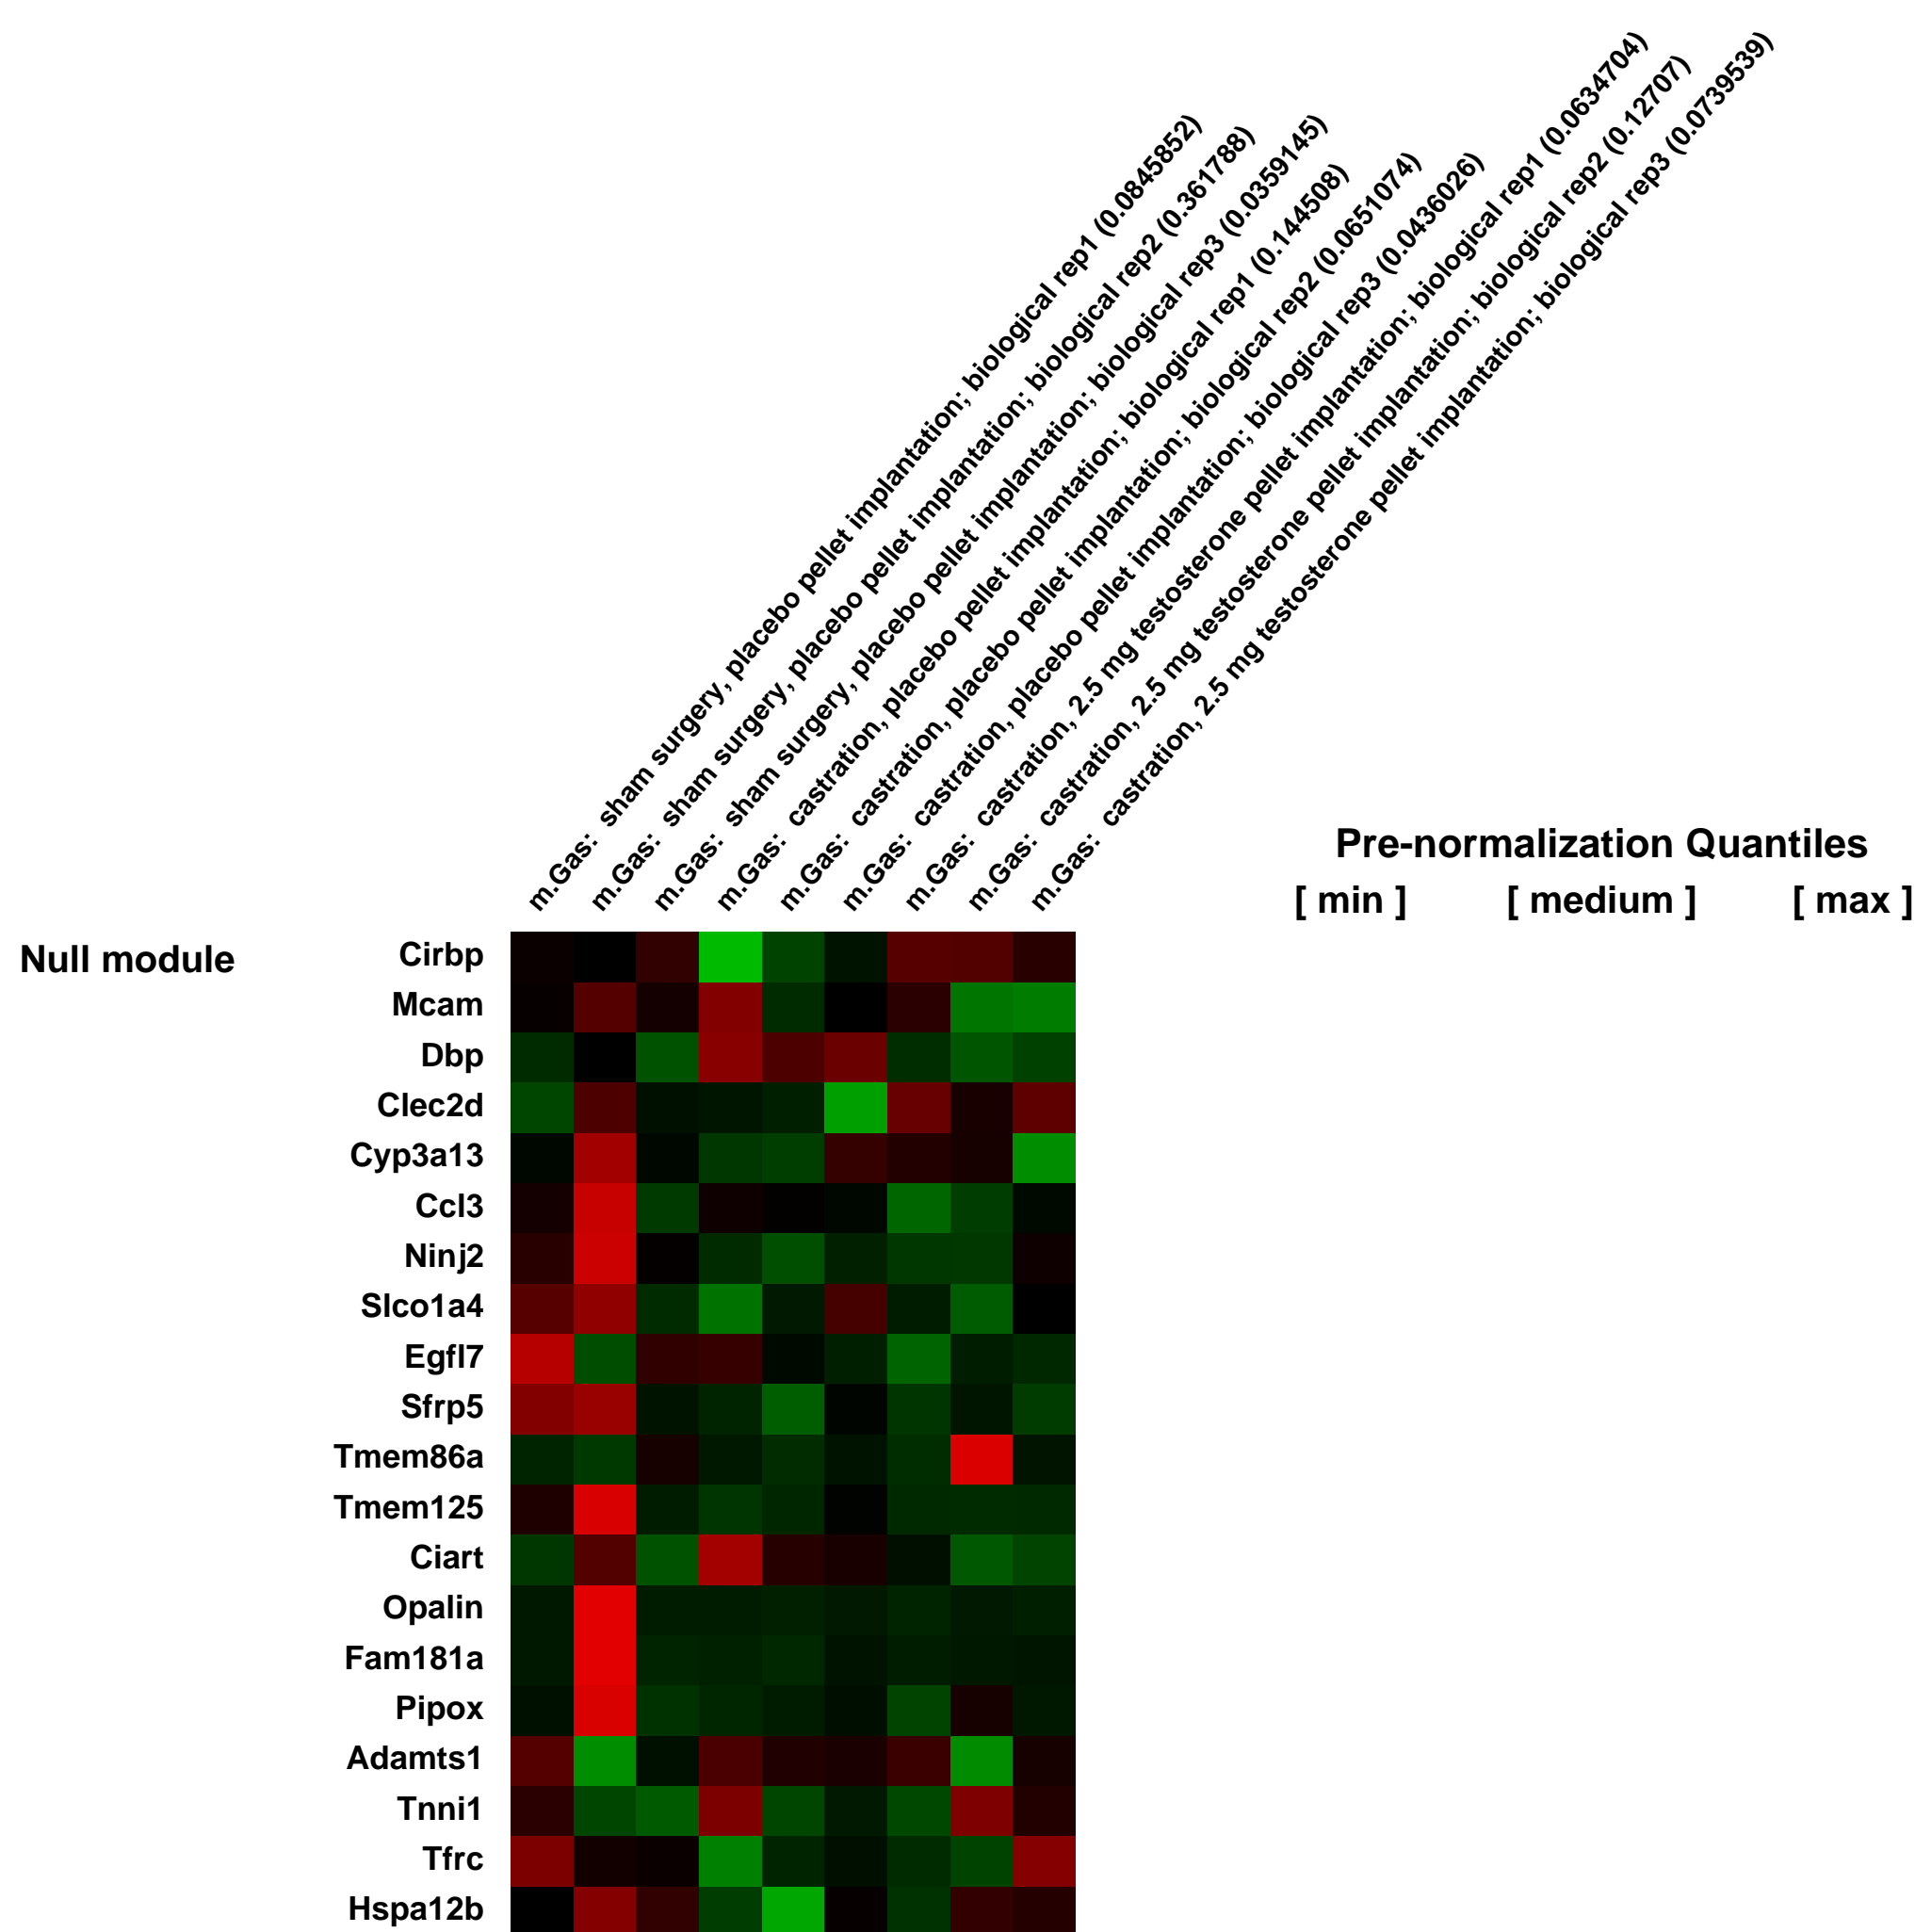 m.Gas:  sham surgery, placebo pellet implantation; biological rep1 (0.0845852)
m.Gas:  sham surgery, placebo pellet implantation; biological rep2 (0.361788)
m.Gas:  sham surgery, placebo pellet implantation; biological rep3 (0.0359145)
m.Gas:  castration, placebo pellet implantation; biological rep1 (0.144508)
m.Gas:  castration, placebo pellet implantation; biological rep2 (0.0651074)
m.Gas:  castration, placebo pellet implantation; biological rep3 (0.0436026)
m.Gas:  castration, 2.5 mg testosterone pellet implantation; biological rep1 (0.0634704)
m.Gas:  castration, 2.5 mg testosterone pellet implantation; biological rep2 (0.12707)
m.Gas:  castration, 2.5 mg testosterone pellet implantation; biological rep3 (0.0739539)
Pre-normalization Quantiles
[ min ] [ medium ] [ max ]
Null module
Cirbp
Mcam
Dbp
Clec2d
Cyp3a13
Ccl3
Ninj2
Slco1a4
Egfl7
Sfrp5
Tmem86a
Tmem125
Ciart
Opalin
Fam181a
Pipox
Adamts1
Tnni1
Tfrc
Hspa12b